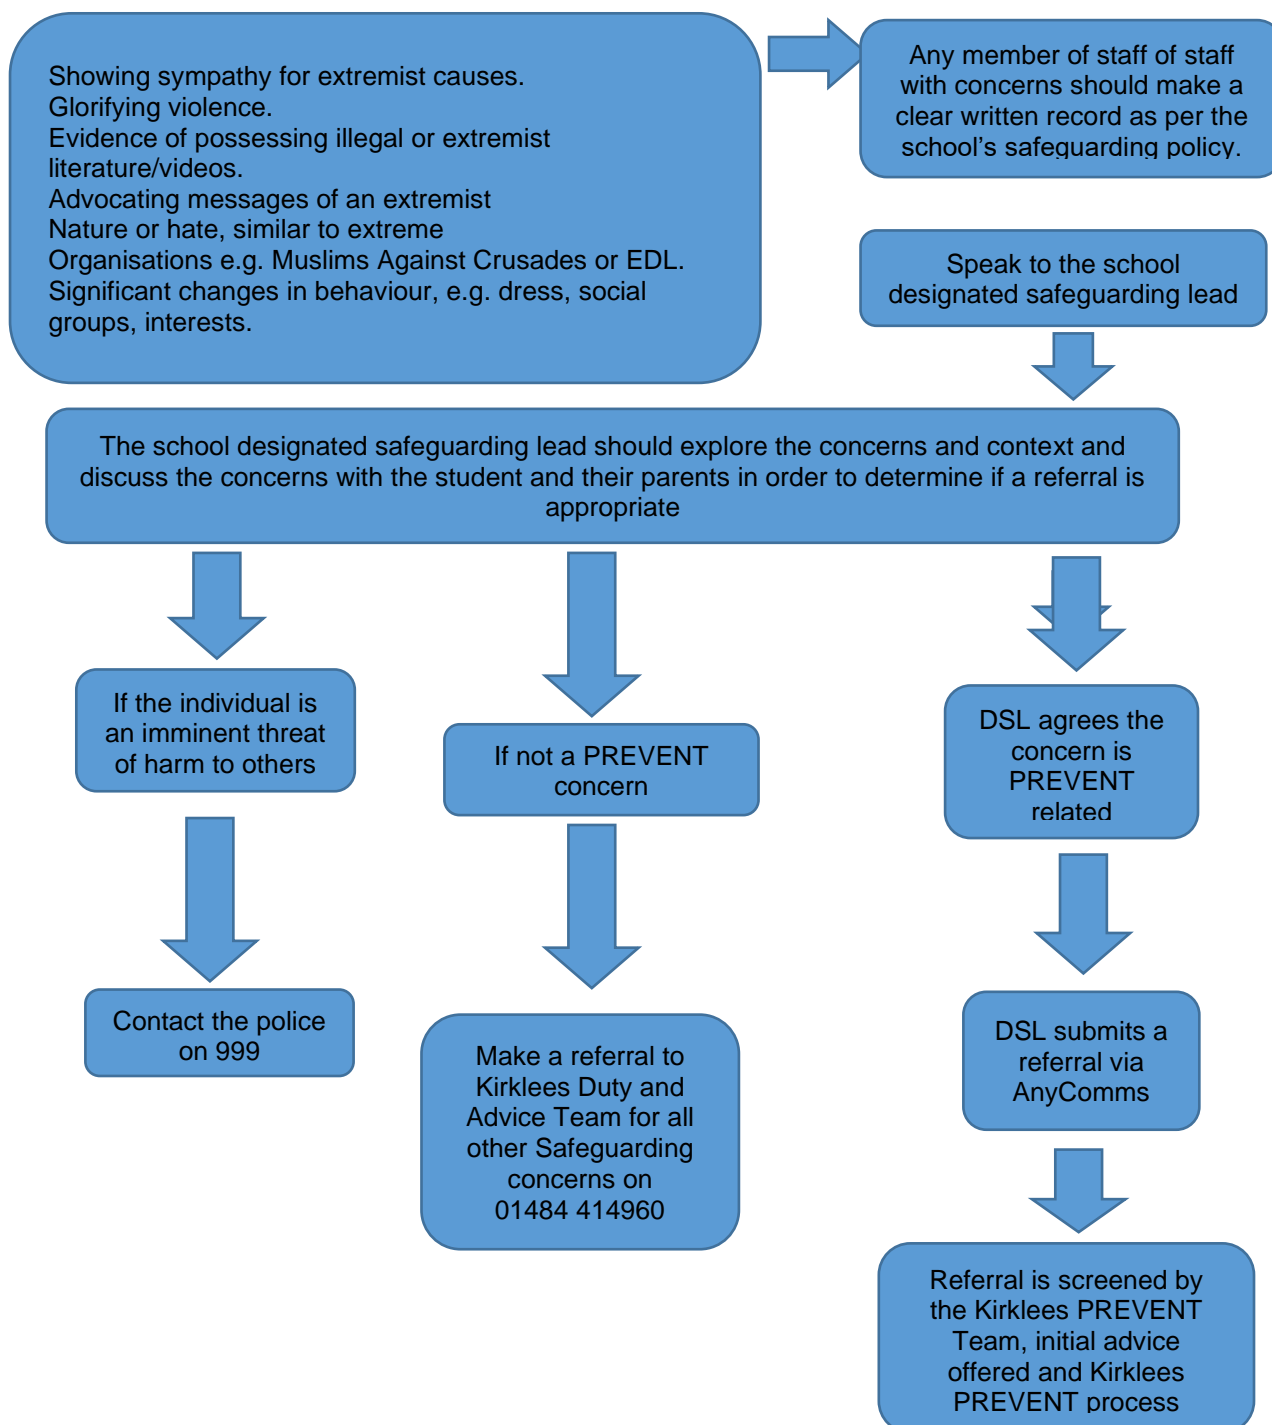 Showing sympathy for extremist causes.
Glorifying violence.
Evidence of possessing illegal or extremist
literature/videos.
Advocating messages of an extremist
Nature or hate, similar to extreme
Organisations e.g. Muslims Against Crusades or EDL.
Significant changes in behaviour, e.g. dress, social
groups, interests.
Any member of staff of staff
with concerns should make a
clear written record as per the
school’s safeguarding policy.
Speak to the school
designated safeguarding lead
The school designated safeguarding lead should explore the concerns and context and
discuss the concerns with the student and their parents in order to determine if a referral is
appropriate
If the individual is
an imminent threat
of harm to others
Contact the police
on 999
If not a PREVENT
concern
Make a referral to
Kirklees Duty and
Advice Team for all
other Safeguarding
concerns on
01484 414960
DSL agrees the
concern is
PREVENT
related
DSL submits a
referral via
AnyComms
Referral is screened by
the Kirklees PREVENT
Team, initial advice
offered and Kirklees
PREVENT process